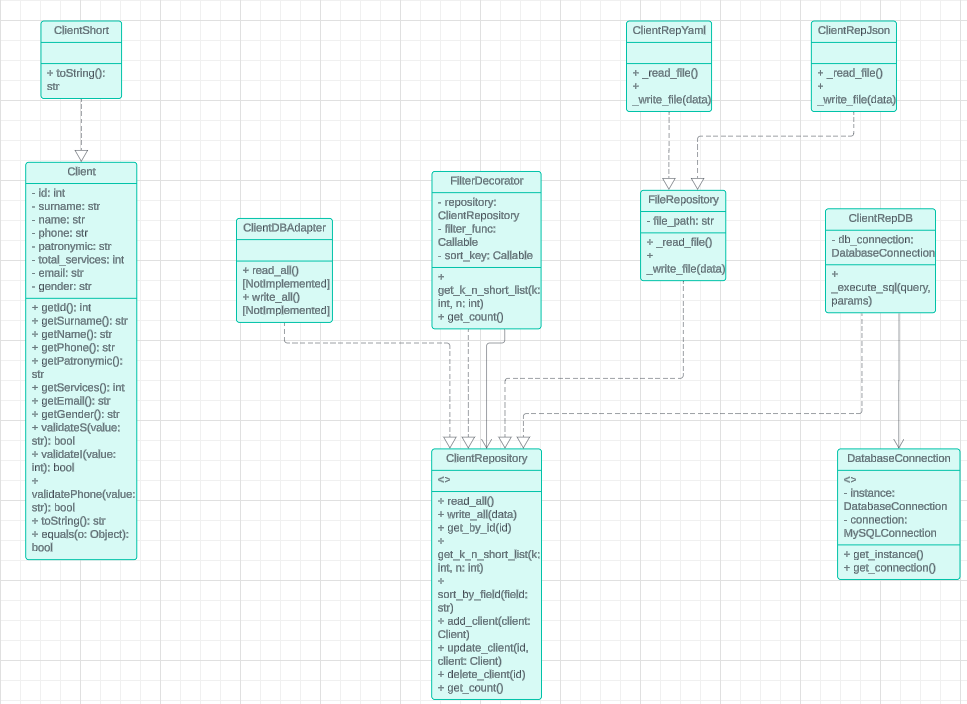 ClientShort
+ toString():
str
Client
- id: int
- surname: str
- name: str
- phone: str
- patronymic: str
- total_services: int
- email: str
- gender: str
+ getId(): int
+ getSurname(): str
+ getName(): str
+ getPhone(): str
+ getPatronymic():
str
+ getServices(): int
+ getEmail(): str
+ getGender(): str
+ validateS(value:
str): bool
+ validateI(value:
int): bool
+
validatePhone(value:
str): bool
+ toString(): str
+ equals(o: Object):
bool
ClientDBAdapter
+ read_all()
[NotImplemented]
+ write_all()
[NotImplemented]
FilterDecorator
- repository:
ClientRepository
- filter_func:
Callable
- sort_key: Callable
+
get_k_n_short_list(k:
int, n: int)
+ get_count()
ClientRepYaml
+ _read_file()
+
_write_file(data)
ClientRepJson
+ _read_file()
+
_write_file(data)
FileRepository
- file_path: str
+ _read_file()
+
_write_file(data)
ClientRepDB
- db_connection:
DatabaseConnection
+
_execute_sql(query,
params)
ClientRepository
<>
+ read_all()
+ write_all(data)
+ get_by_id(id)
+
get_k_n_short_list(k:
int, n: int)
+
sort_by_field(field:
str)
+ add_client(client:
Client)
+ update_client(id,
client: Client)
+ delete_client(id)
+ get_count()
DatabaseConnection
<>
- instance:
DatabaseConnection
- connection:
MySQLConnection
+ get_instance()
+ get_connection()